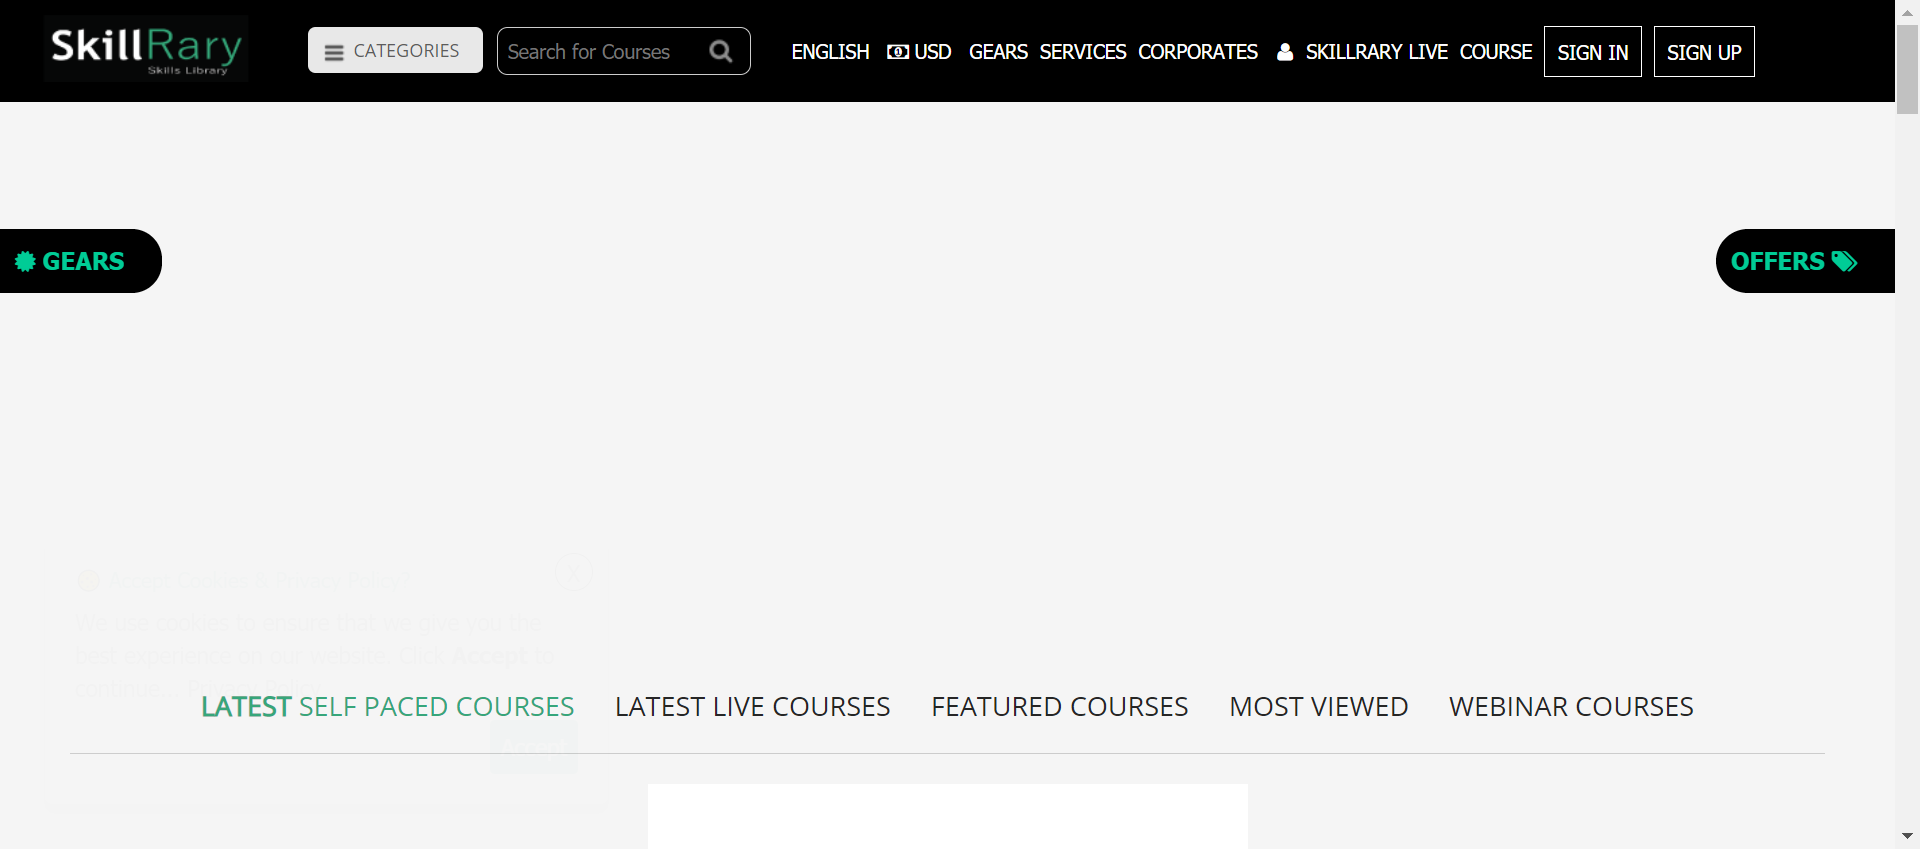 SkillRary
Skills Library
CATEGORIES
Search for Courses
ENGLISH USD GEARS SERVICES CORPORATES SKILLRARY LIVE COURSE SIGN IN SIGN UP
GEARS
OFFERS
Accept Cookies & Privacy Policy?
We use cookies to ensure that we give you the
best experience on our website. Click Accept to
continue. Privacy Policy
LATEST SELF PACED COURSES LATEST LIVE COURSES FEATURED COURSES MOST VIEWED WEBINAR COURSES
Accept